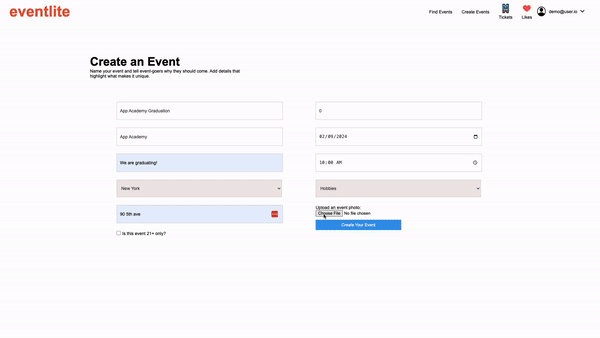 eventlite
Find Events
Create Events
Tickets
Likes
demo@user.io
Create an Event
Name your event and tell event-goers why they should come. Add details that
highlight what makes it unique.
App Academy Graduation
0
App Academy
02/09/2024
We are graduating!
10:00 AM
New York
Hobbies
90 5th ave
Upload an event photo:
Choose File No file chosen
Create Your Event
Is this event 21+ only?